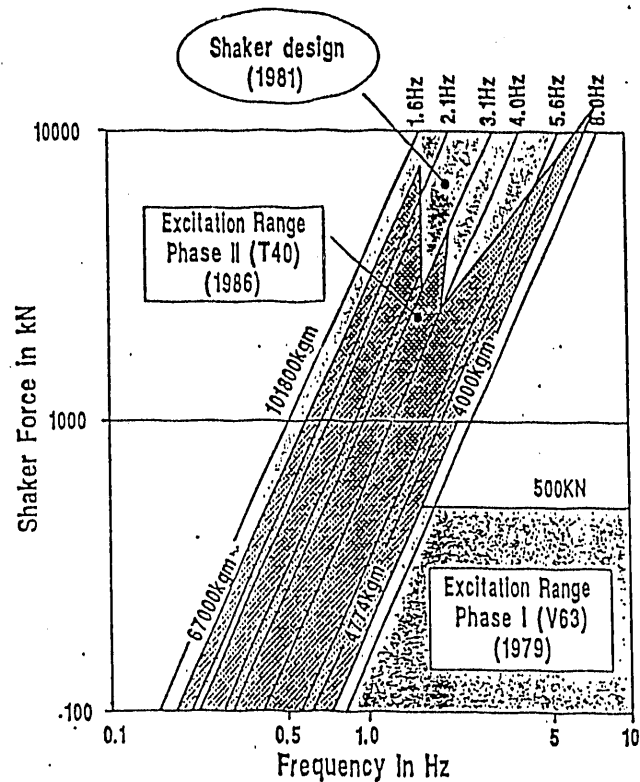 Shaker design
(1981)
1.6Hz
2.1Hz
3.1Hz
4.0Hz
5.6Hz
8.0Hz
10000
Excitation Range
Phase II (T40)
(1986)
Shaker Force in kN
101800kgm
4000kgm
1000
500KN
67000kgm
4774kgm
Excitation Range
Phase I (V63)
(1979)
-100
0.1
0.5
1.0
5
10
Frequency In Hz